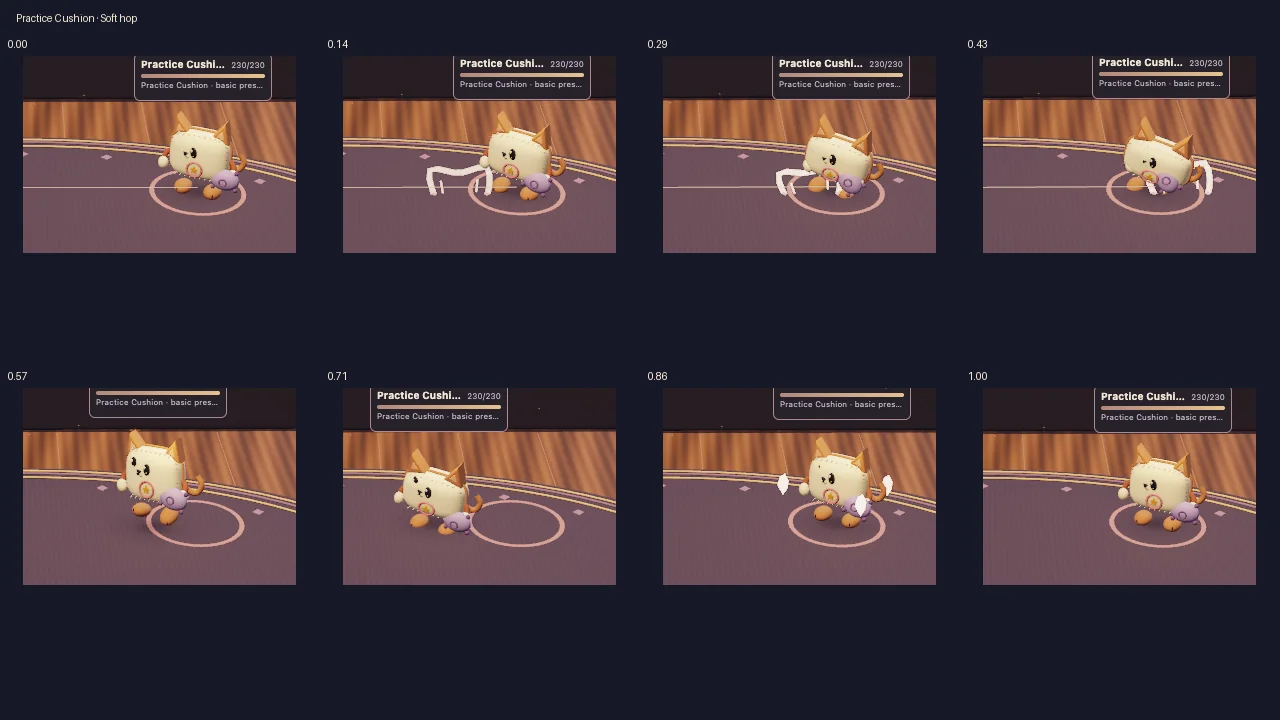 Practice Cushion · Soft hop
0.00
0.14
0.29
0.43
Practice Cushi... 230/230
Practice Cushion · basic pres...
Practice Cushi... 230/230
Practice Cushion · basic pres...
Practice Cushi... 230/230
Practice Cushion · basic pres...
Practice Cushi... 230/230
Practice Cushion · basic pres...
0.57
0.71
0.86
1.00
Practice Cushion · basic pres...
Practice Cushi... 230/230
Practice Cushion · basic pres...
Practice Cushion · basic pres...
Practice Cushi... 230/230
Practice Cushion · basic pres...